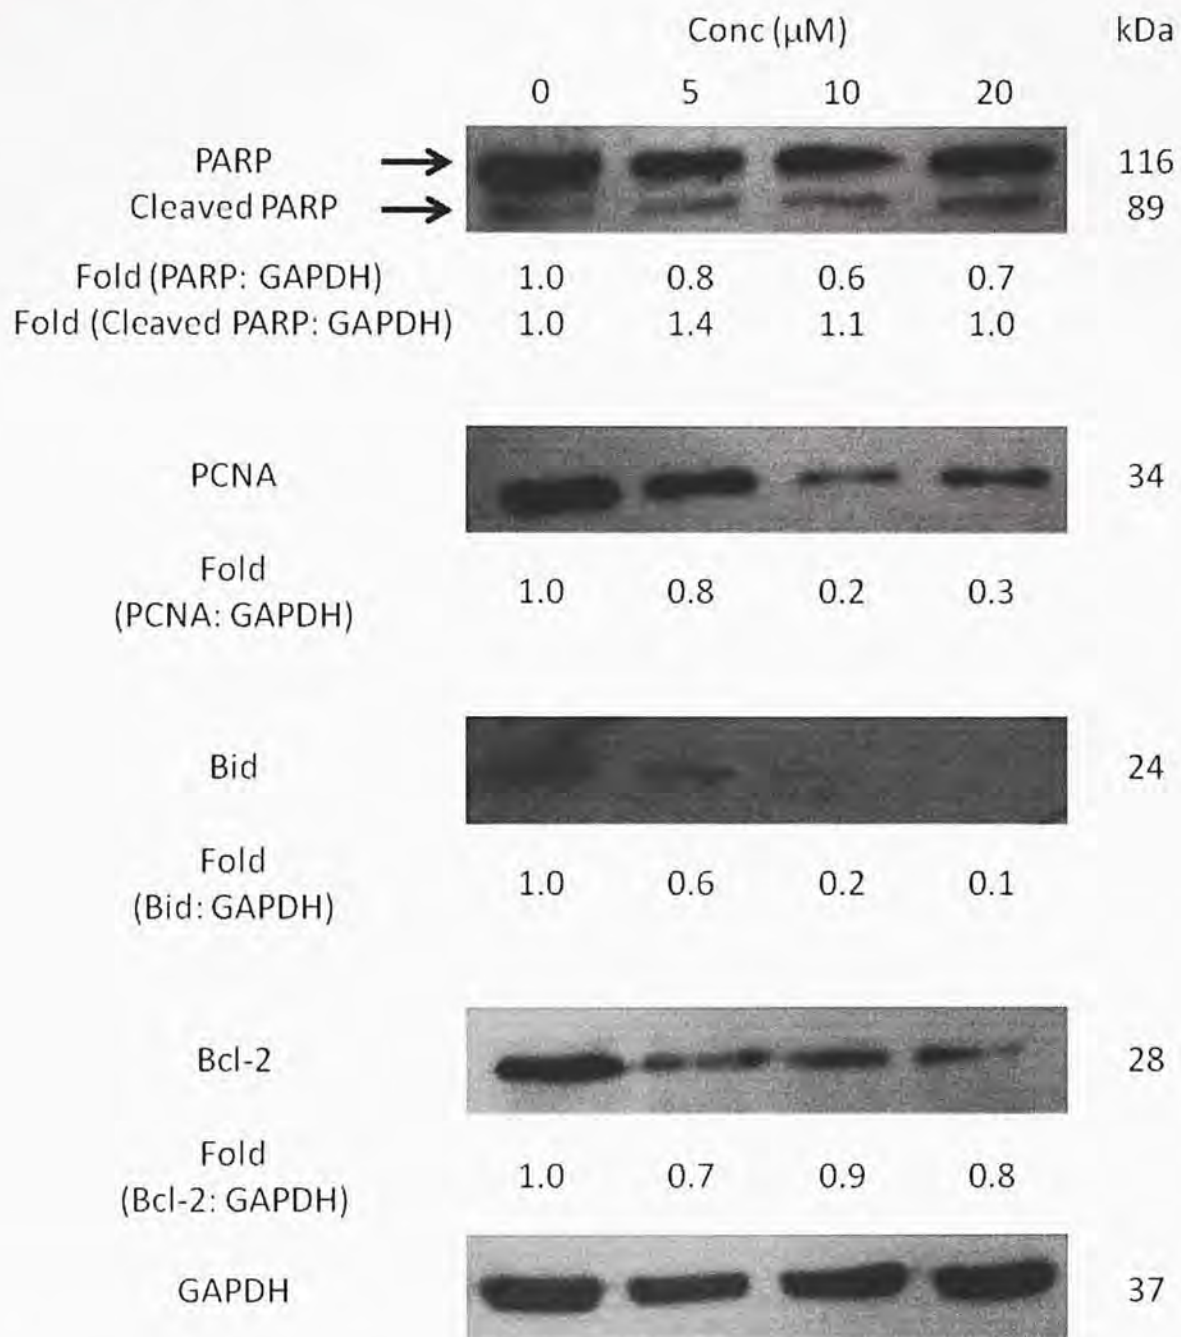 Conc (µM) kDa
0 5 10 20
PARP 116
Cleaved PARP 89
Fold (PARP: GAPDH) 1.0 0.8 0.6 0.7
Fold (Cleaved PARP: GAPDH) 1.0 1.4 1.1 1.0
PCNA 34
Fold
(PCNA: GAPDH) 1.0 0.8 0.2 0.3
Bid 24
Fold
(Bid: GAPDH) 1.0 0.6 0.2 0.1
Bcl-2 28
Fold
(Bcl-2: GAPDH) 1.0 0.7 0.9 0.8
GAPDH 37